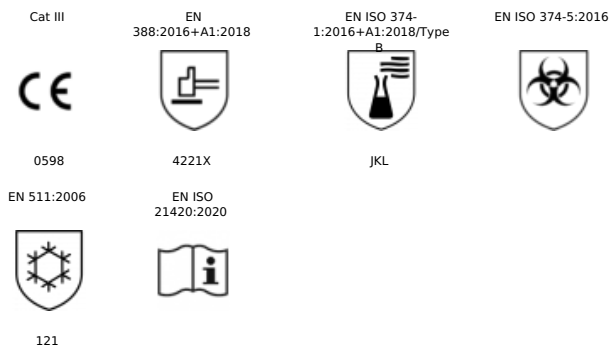 Cat III
EN
388:2016+A1:2018
EN ISO 374-
1:2016+A1:2018/Type
B
EN ISO 374-5:2016
CE
i
0598
4221X
JKL
EN 511:2006
EN ISO
21420:2020
i
121